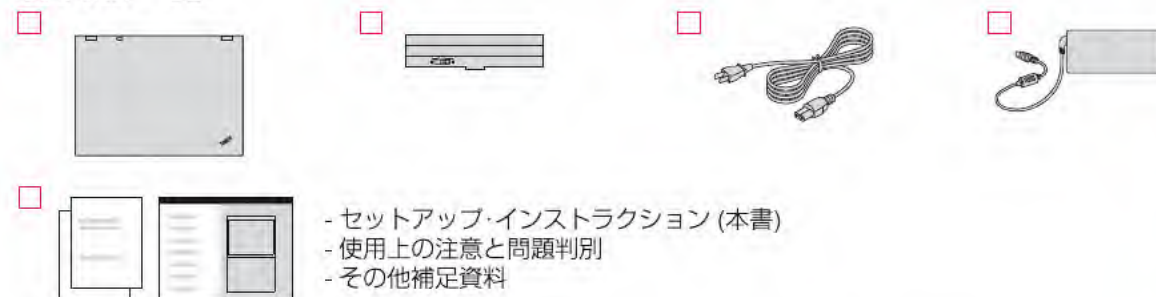 - セットアップ・インストラクション (本書)
- 使用上の注意と問題判別
- その他補足資料